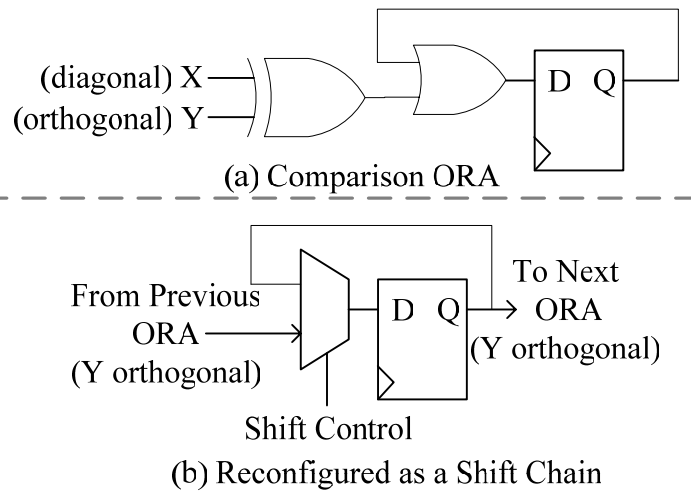 (diagonal) X
(orthogonal) Y
D Q
(a) Comparison ORA
From Previous
ORA
(Y orthogonal)
D Q
To Next
ORA
(Y orthogonal)
Shift Control
(b) Reconfigured as a Shift Chain